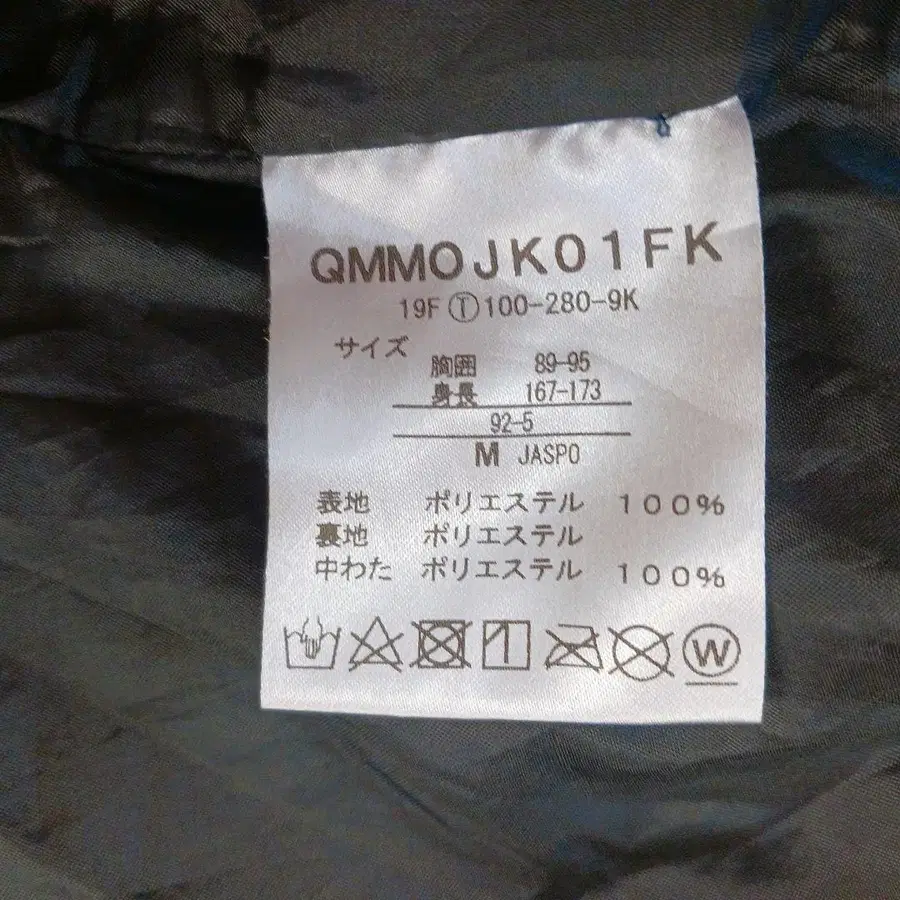 QMMOJK01FK
19F Ⓣ100-280-9K
サイズ
胸囲 89-95
身長 167-173
92-5
M JASPO
表地 ポリエステル 100%
裏地 ポリエステル
中わた ポリエステル 100%
W